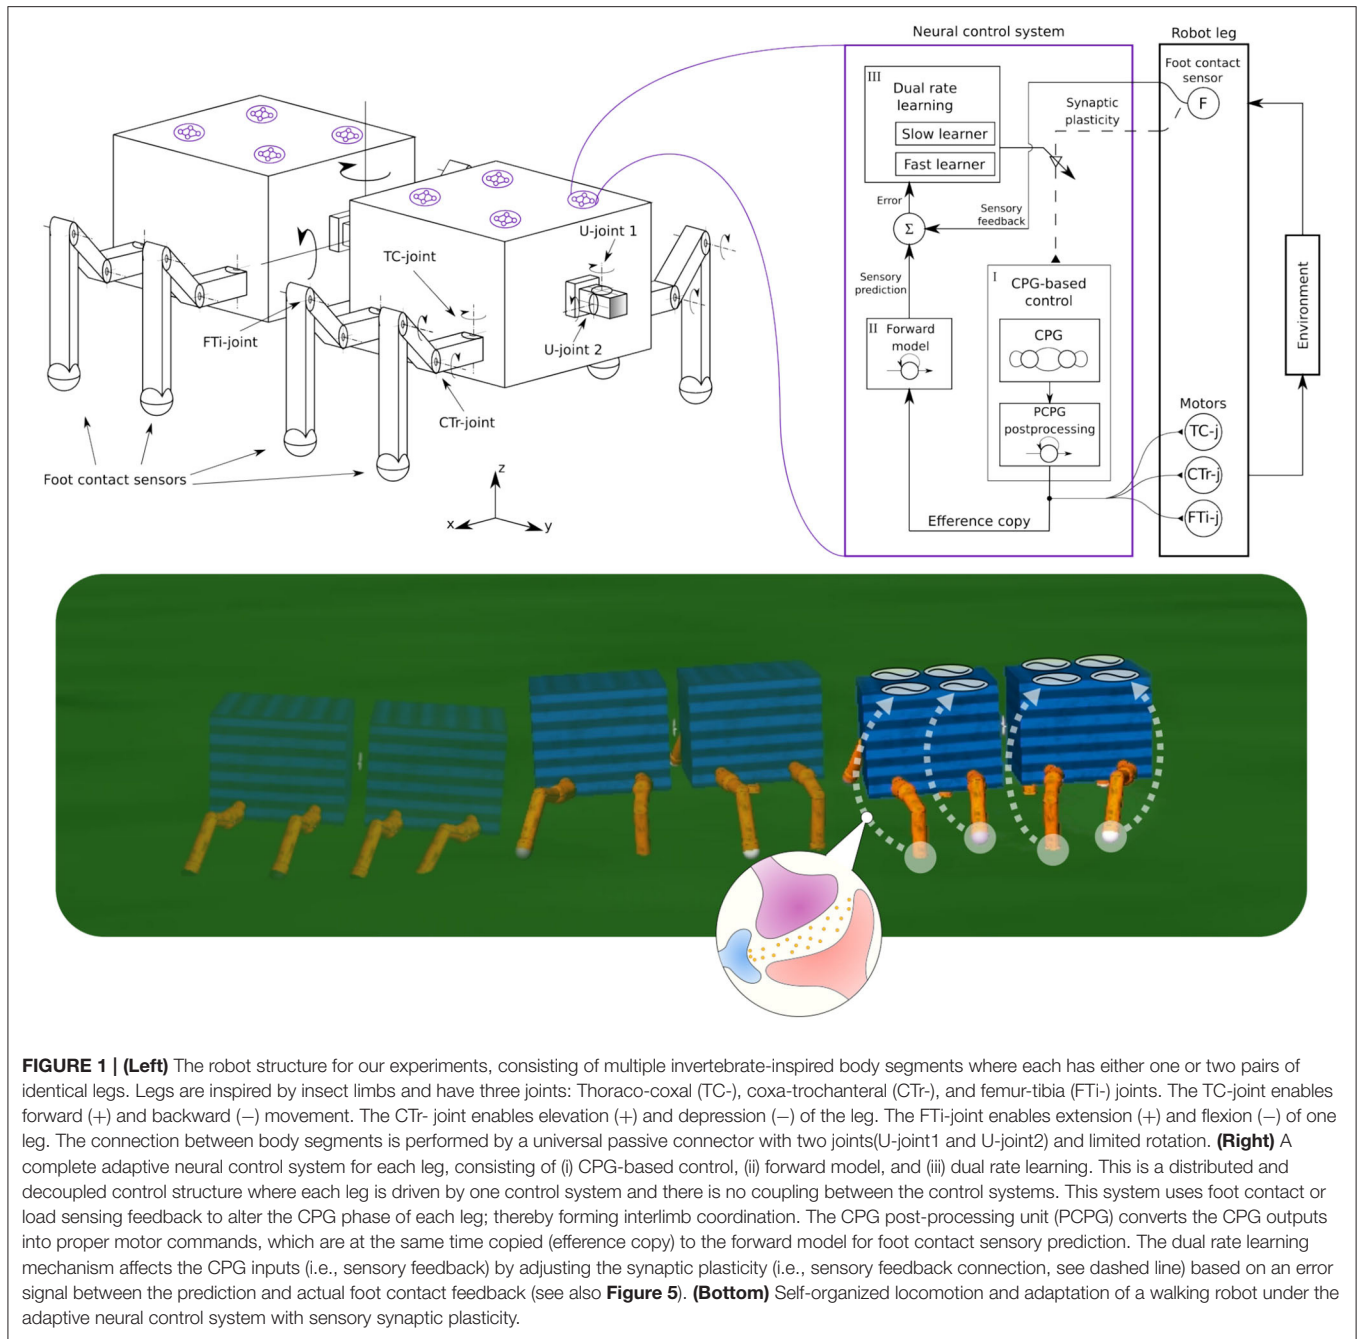 Neural control system
Robot leg
III
Dual rate
learning
Slow learner
Fast learner
Foot contact
sensor
F
Synaptic
plasticity
Error
Σ
Sensory
feedback
Sensory
prediction
I
CPG-based
control
CPG
PCPG
postprocessing
II Forward
model
Efference copy
Motors
TC-j
CTr-j
FTi-j
Environment
U-joint 1
TC-joint
FTi-joint
U-joint 2
CTr-joint
Foot contact sensors
z
x
y
FIGURE 1 | (Left) The robot structure for our experiments, consisting of multiple invertebrate-inspired body segments where each has either one or two pairs of
identical legs. Legs are inspired by insect limbs and have three joints: Thoraco-coxal (TC-), coxa-trochanteral (CTr-), and femur-tibia (FTi-) joints. The TC-joint enables
forward (+) and backward (−) movement. The CTr- joint enables elevation (+) and depression (−) of the leg. The FTi-joint enables extension (+) and flexion (−) of one
leg. The connection between body segments is performed by a universal passive connector with two joints(U-joint1 and U-joint2) and limited rotation. (Right) A
complete adaptive neural control system for each leg, consisting of (i) CPG-based control, (ii) forward model, and (iii) dual rate learning. This is a distributed and
decoupled control structure where each leg is driven by one control system and there is no coupling between the control systems. This system uses foot contact or
load sensing feedback to alter the CPG phase of each leg; thereby forming interlimb coordination. The CPG post-processing unit (PCPG) converts the CPG outputs
into proper motor commands, which are at the same time copied (efference copy) to the forward model for foot contact sensory prediction. The dual rate learning
mechanism affects the CPG inputs (i.e., sensory feedback) by adjusting the synaptic plasticity (i.e., sensory feedback connection, see dashed line) based on an error
signal between the prediction and actual foot contact feedback (see also Figure 5). (Bottom) Self-organized locomotion and adaptation of a walking robot under the
adaptive neural control system with sensory synaptic plasticity.